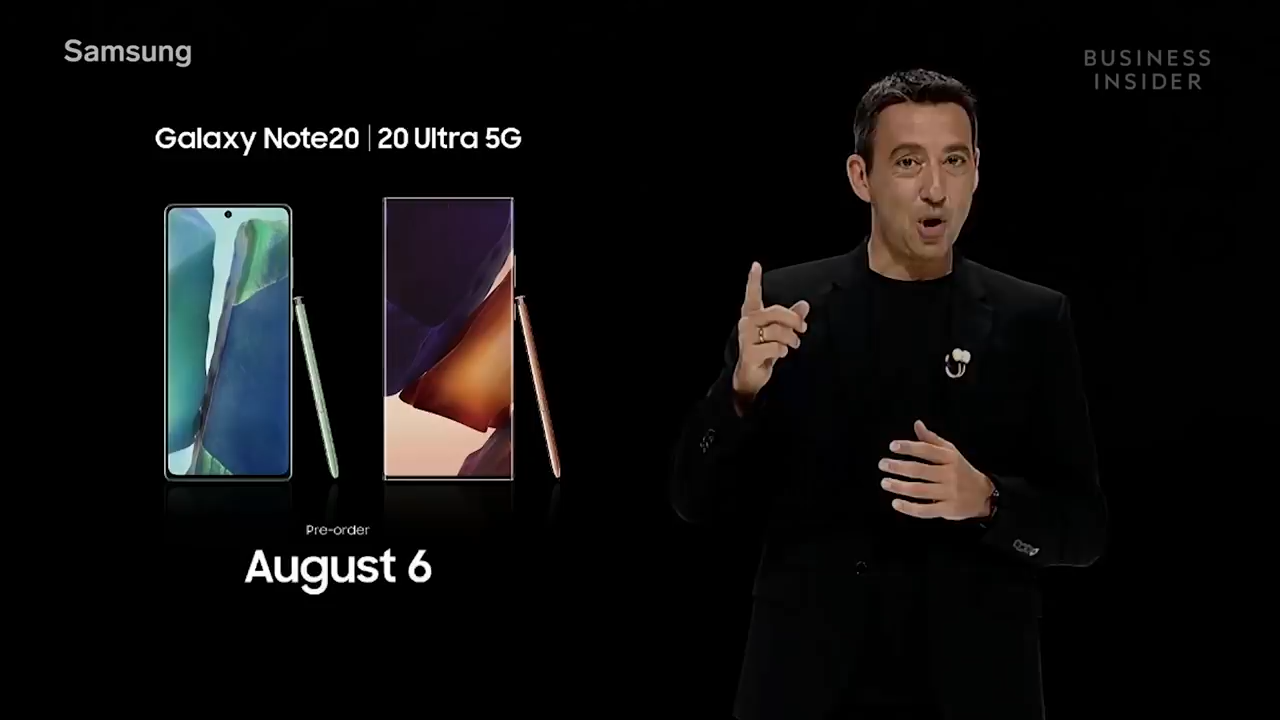 Samsung
BUSINESS
INSIDER
Galaxy Note20 | 20 Ultra 5G
Pre-order
August 6